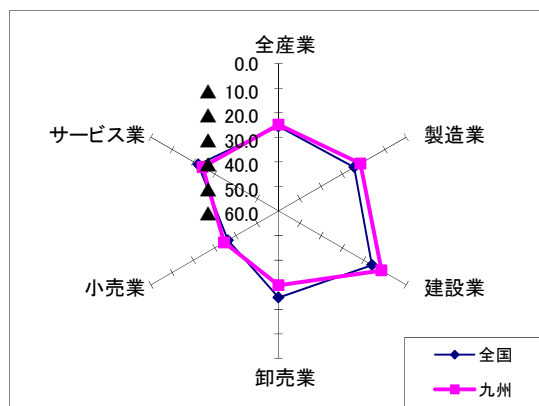 全産業
0.0
▲ 10.0
▲ 20.0
▲ 30.0
▲ 40.0
▲ 50.0
▲ 60.0
製造業
建設業
卸売業
小売業
サービス業
全国
九州